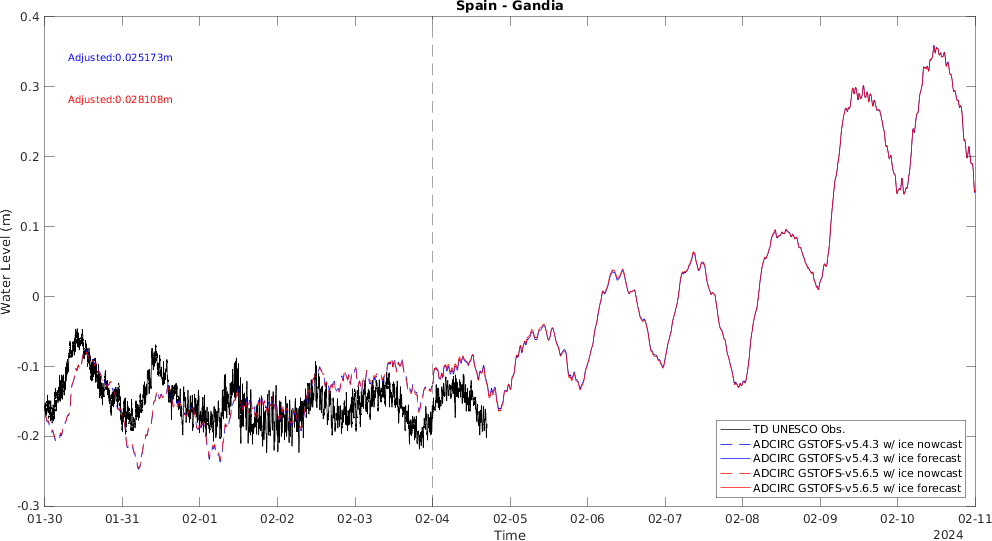 Spain - Gandia
0.4
0.3
0.2
0.1
0
-0.1
-0.2
-0.3
Water Level (m)
Adjusted:0.025173m
Adjusted:0.028108m
TD UNESCO Obs.
ADCIRC GSTOFS-v5.4.3 w/ ice nowcast
ADCIRC GSTOFS-v5.4.3 w/ ice forecast
ADCIRC GSTOFS-v5.6.5 w/ ice nowcast
ADCIRC GSTOFS-v5.6.5 w/ ice forecast
01-30 01-31 02-01 02-02 02-03 02-04 02-05 02-06 02-07 02-08 02-09 02-10 02-11
Time
2024